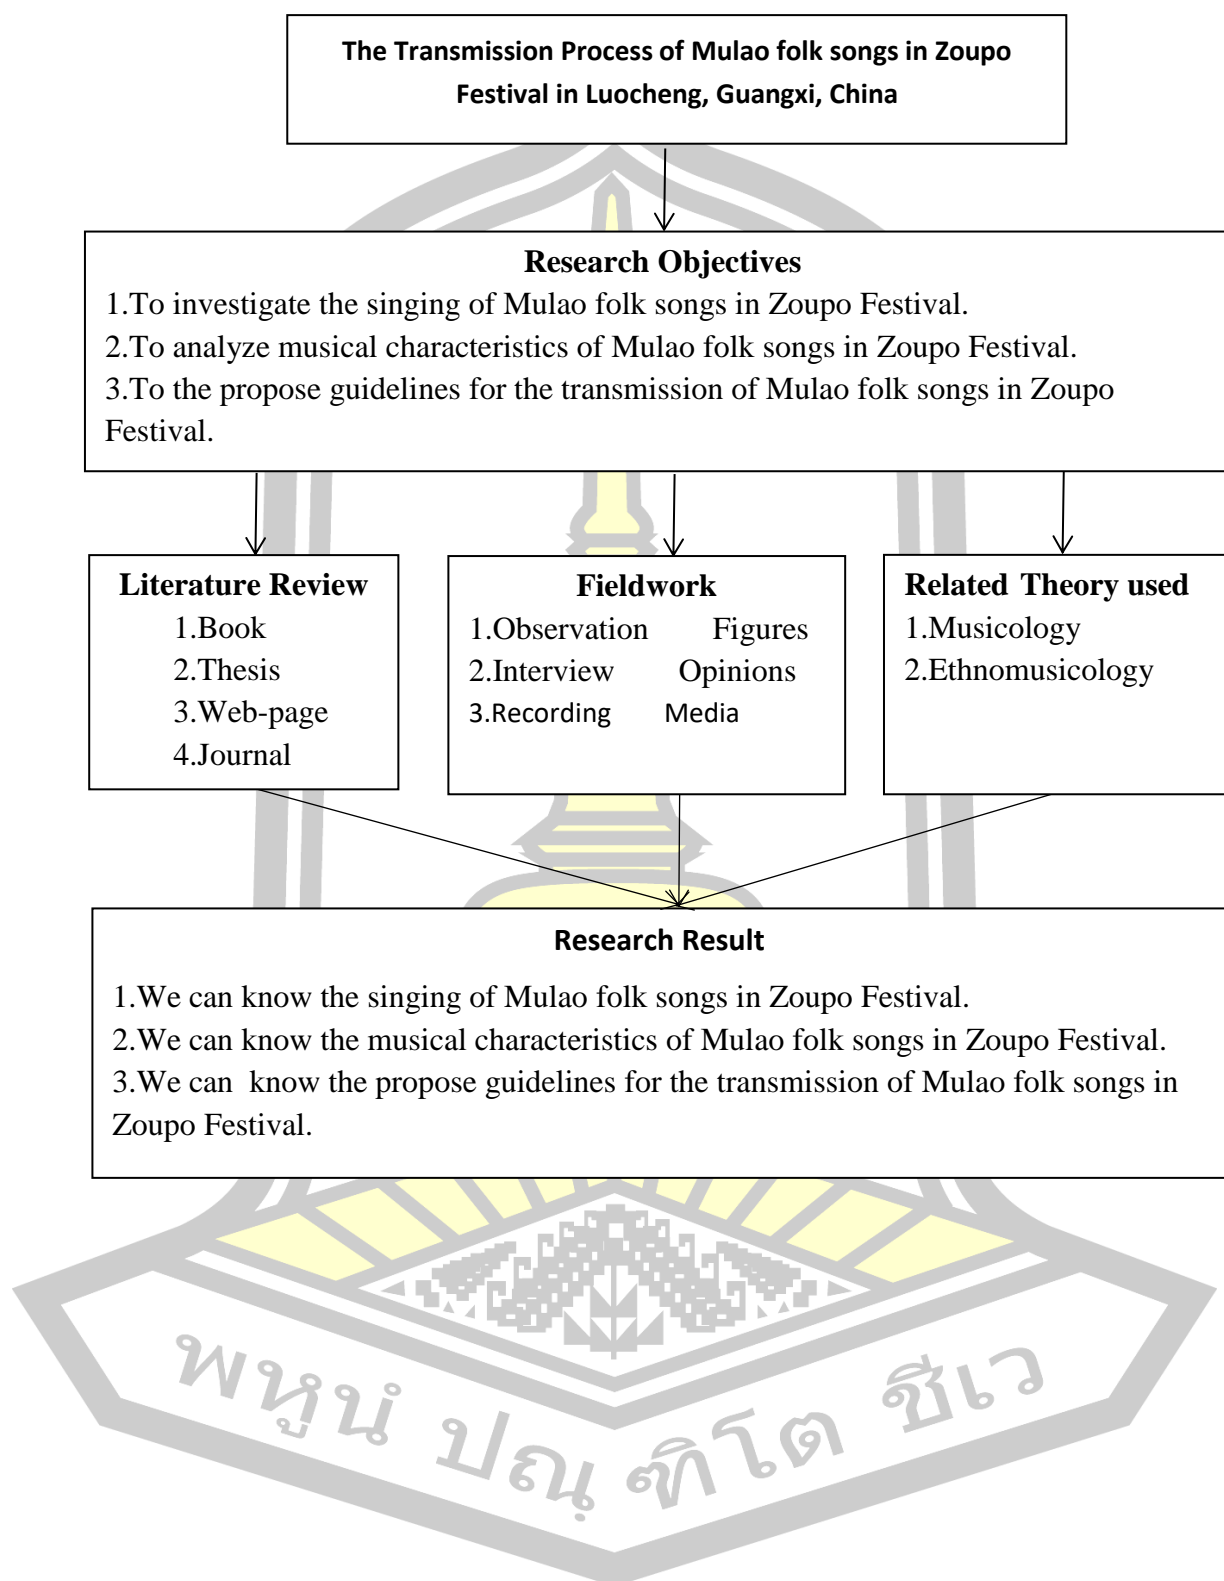 The Transmission Process of Mulao folk songs in Zoupo
Festival in Luocheng, Guangxi, China
Research Objectives
1.To investigate the singing of Mulao folk songs in Zoupo Festival.
2.To analyze musical characteristics of Mulao folk songs in Zoupo Festival.
3.To the propose guidelines for the transmission of Mulao folk songs in Zoupo
Festival.
Literature Review
1.Book
2.Thesis
3.Web-page
4.Journal
Fieldwork
1.Observation Figures
2.Interview Opinions
3.Recording Media
Related Theory used
1.Musicology
2.Ethnomusicology
Research Result
1.We can know the singing of Mulao folk songs in Zoupo Festival.
2.We can know the musical characteristics of Mulao folk songs in Zoupo Festival.
3.We can know the propose guidelines for the transmission of Mulao folk songs in
Zoupo Festival.
พหูนํ ปณฺฑิโต ชีเว